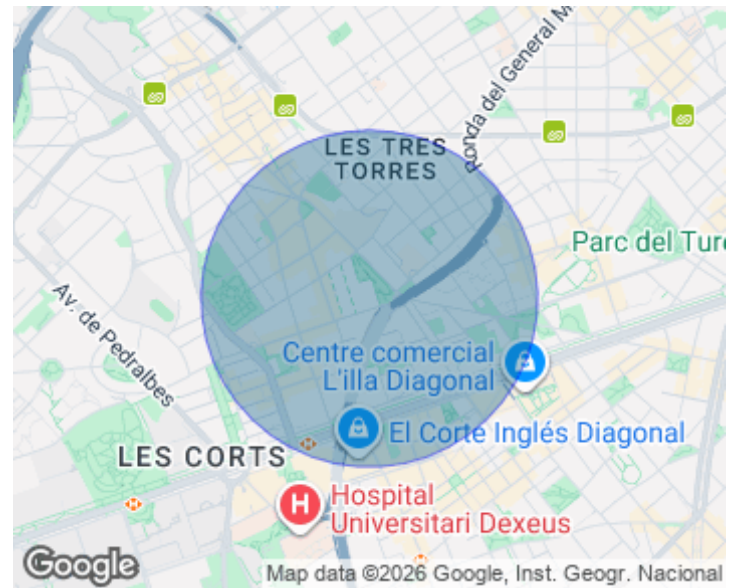 Ronda del General M
LES TRES
TORRES
Parc del Turó
Av. de Pedralbes
Centre comercial
L'illa Diagonal
El Corte Inglés Diagonal
LES CORTS
H
Hospital
Universitari Dexeus
Google
Map data ©2026 Google, Inst. Geogr. Nacional